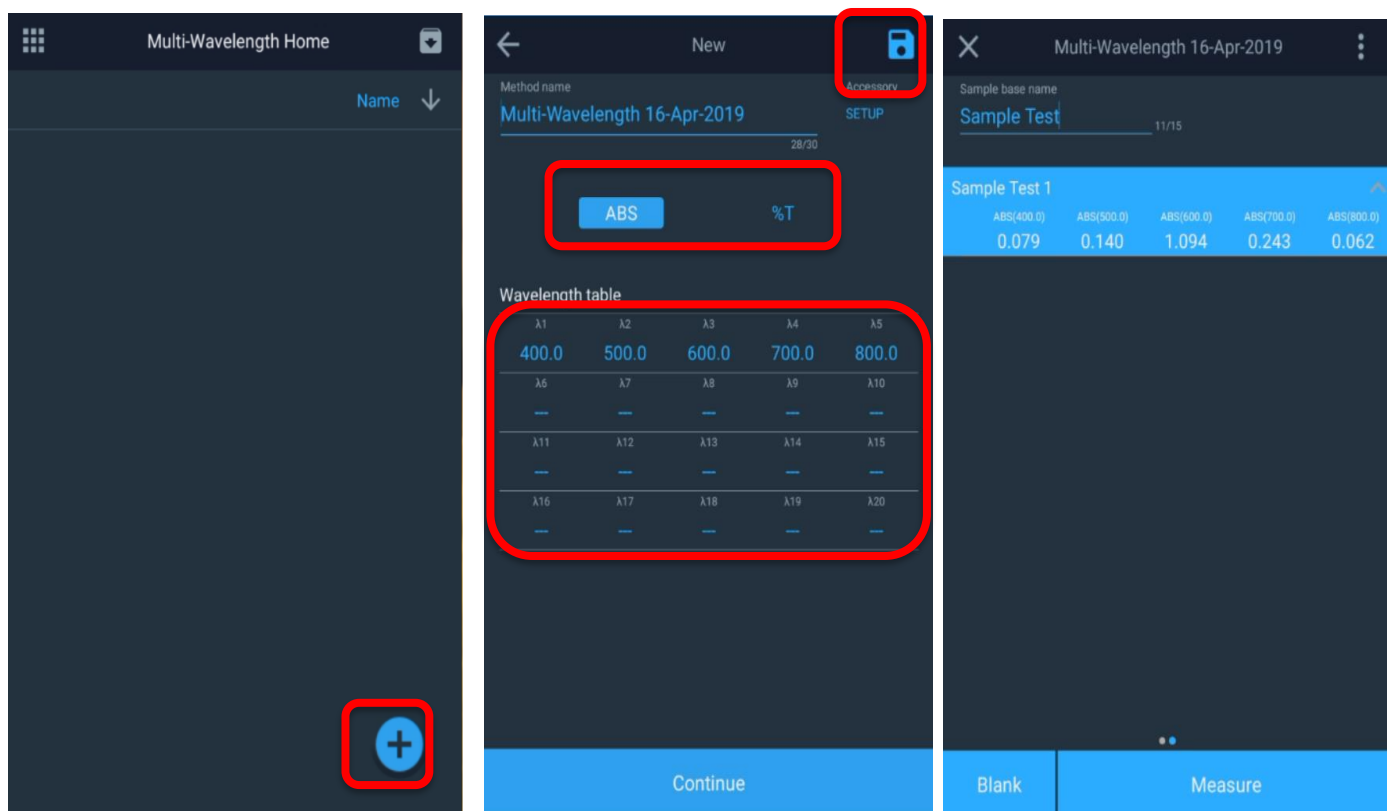 Multi-Wavelength Home
Name
New
Method name
Accessory
Multi-Wavelength 16-Apr-2019
SETUP
28/30
ABS %T
Wavelength table
λ1 λ2 λ3 λ4 λ5
400.0 500.0 600.0 700.0 800.0
λ6 λ7 λ8 λ9 λ10
--- --- --- --- ---
λ11 λ12 λ13 λ14 λ15
--- --- --- --- ---
λ16 λ17 λ18 λ19 λ20
--- --- --- --- ---
Continue
Multi-Wavelength 16-Apr-2019
Sample base name
Sample Test
11/15
Sample Test 1
ABS(400.0) ABS(500.0) ABS(600.0) ABS(700.0) ABS(800.0)
0.079 0.140 1.094 0.243 0.062
Blank Measure